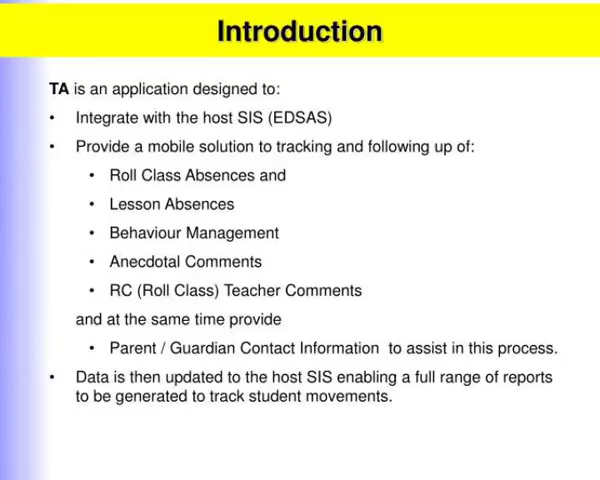 Introduction
TA is an application designed to:
• Integrate with the host SIS (EDSAS)
• Provide a mobile solution to tracking and following up of:
• Roll Class Absences and
• Lesson Absences
• Behaviour Management
• Anecdotal Comments
• RC (Roll Class) Teacher Comments
and at the same time provide
• Parent / Guardian Contact Information  to assist in this process.
• Data is then updated to the host SIS enabling a full range of reports
to be generated to track student movements.